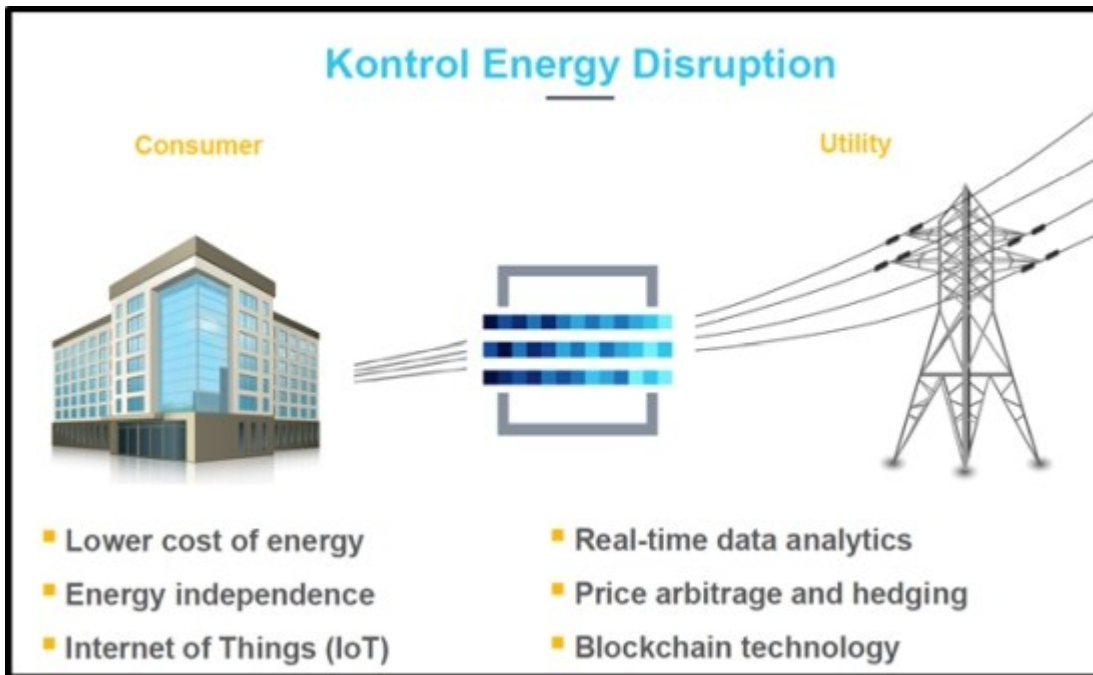 Kontrol Energy Disruption
Consumer
Utility
Lower cost of energy
Energy independence
Internet of Things (IoT)
Real-time data analytics
Price arbitrage and hedging
Blockchain technology